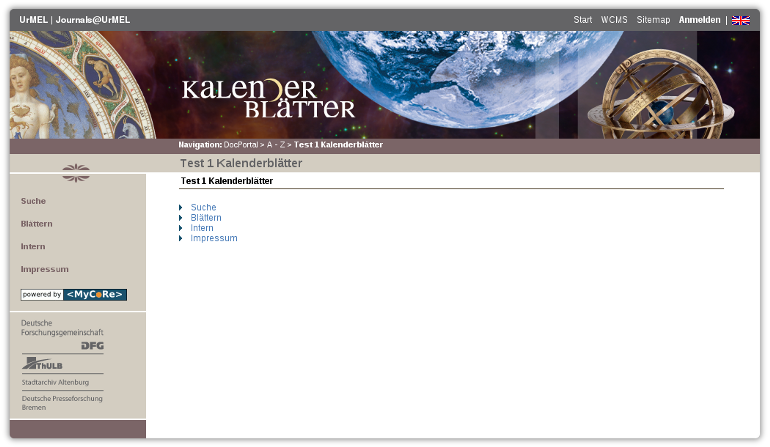 UrMEL | Journals@UrMEL
Start WCMS Sitemap Anmelden |
KALENDER
BLÄTTER
Navigation: DocPortal > A - Z > Test 1 Kalenderblätter
Test 1 Kalenderblätter
Test 1 Kalenderblätter
Suche
Blättern
Intern
Impressum
Suche
Blättern
Intern
Impressum
powered by <MyCoRe>
Deutsche
Forschungsgemeinschaft
DFG
ThULB
Stadtarchiv Altenburg
Deutsche Presseforschung
Bremen